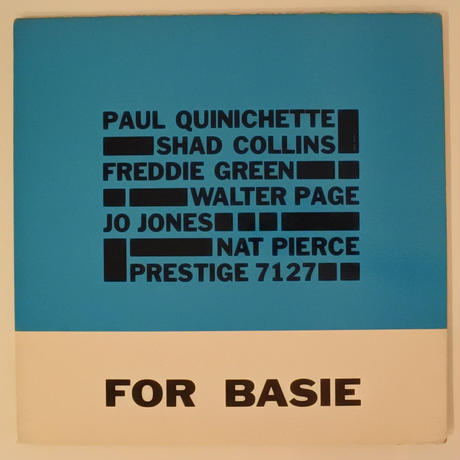 PAUL QUINICHETTE
SHAD COLLINS
FREDDIE GREEN
WALTER PAGE
JO JONES
NAT PIERCE
PRESTIGE 7127
FOR BASIE